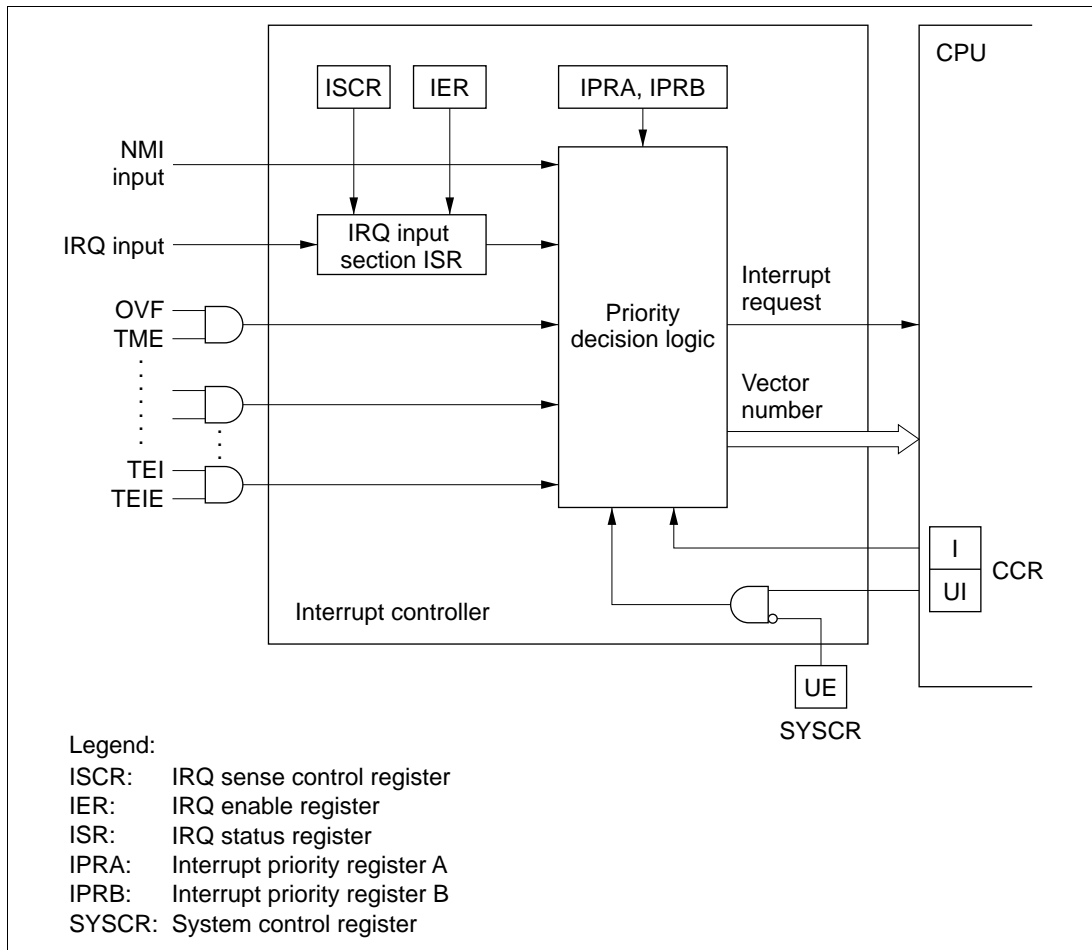 CPU
ISCR
IER
IPRA, IPRB
NMI
input
IRQ input
IRQ input
section ISR
OVF
TME
Priority
decision logic
Interrupt
request
Vector
number
TEI
TEIE
I
UI
CCR
Interrupt controller
UE
SYSCR
Legend:
ISCR: IRQ sense control register
IER: IRQ enable register
ISR: IRQ status register
IPRA: Interrupt priority register A
IPRB: Interrupt priority register B
SYSCR: System control register